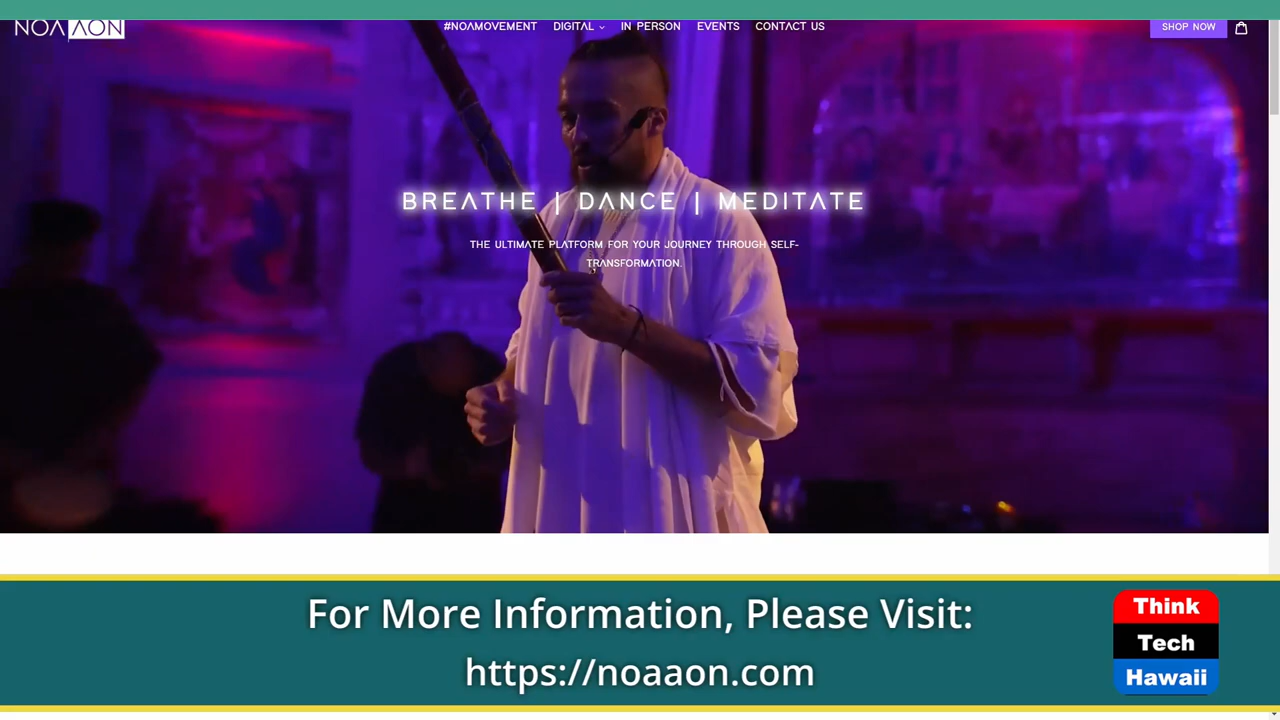 NOA AON
#NOAMOVEMENT DIGITAL IN PERSON EVENTS CONTACT US
SHOP NOW
BREATHE | DANCE | MEDITATE
THE ULTIMATE PLATFORM FOR YOUR JOURNEY THROUGH SELF-
TRANSFORMATION.
For More Information, Please Visit:
https://noaaon.com
Think
Tech
Hawaii